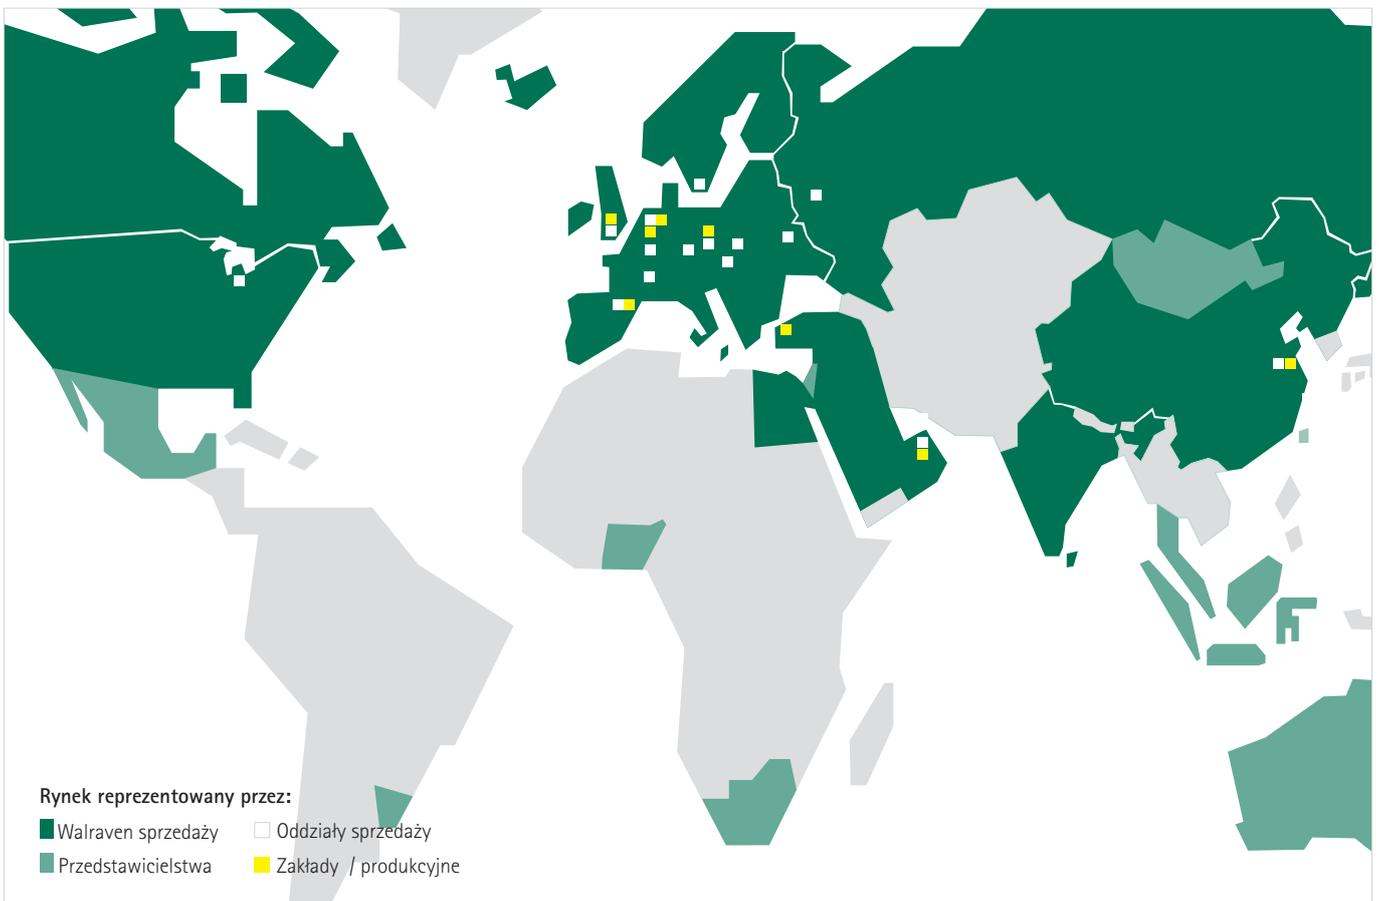 Rynek reprezentowany przez:
Walraven sprzedaży Oddziały sprzedaży
Przedstawicielstwa Zakłady / produkcyjne